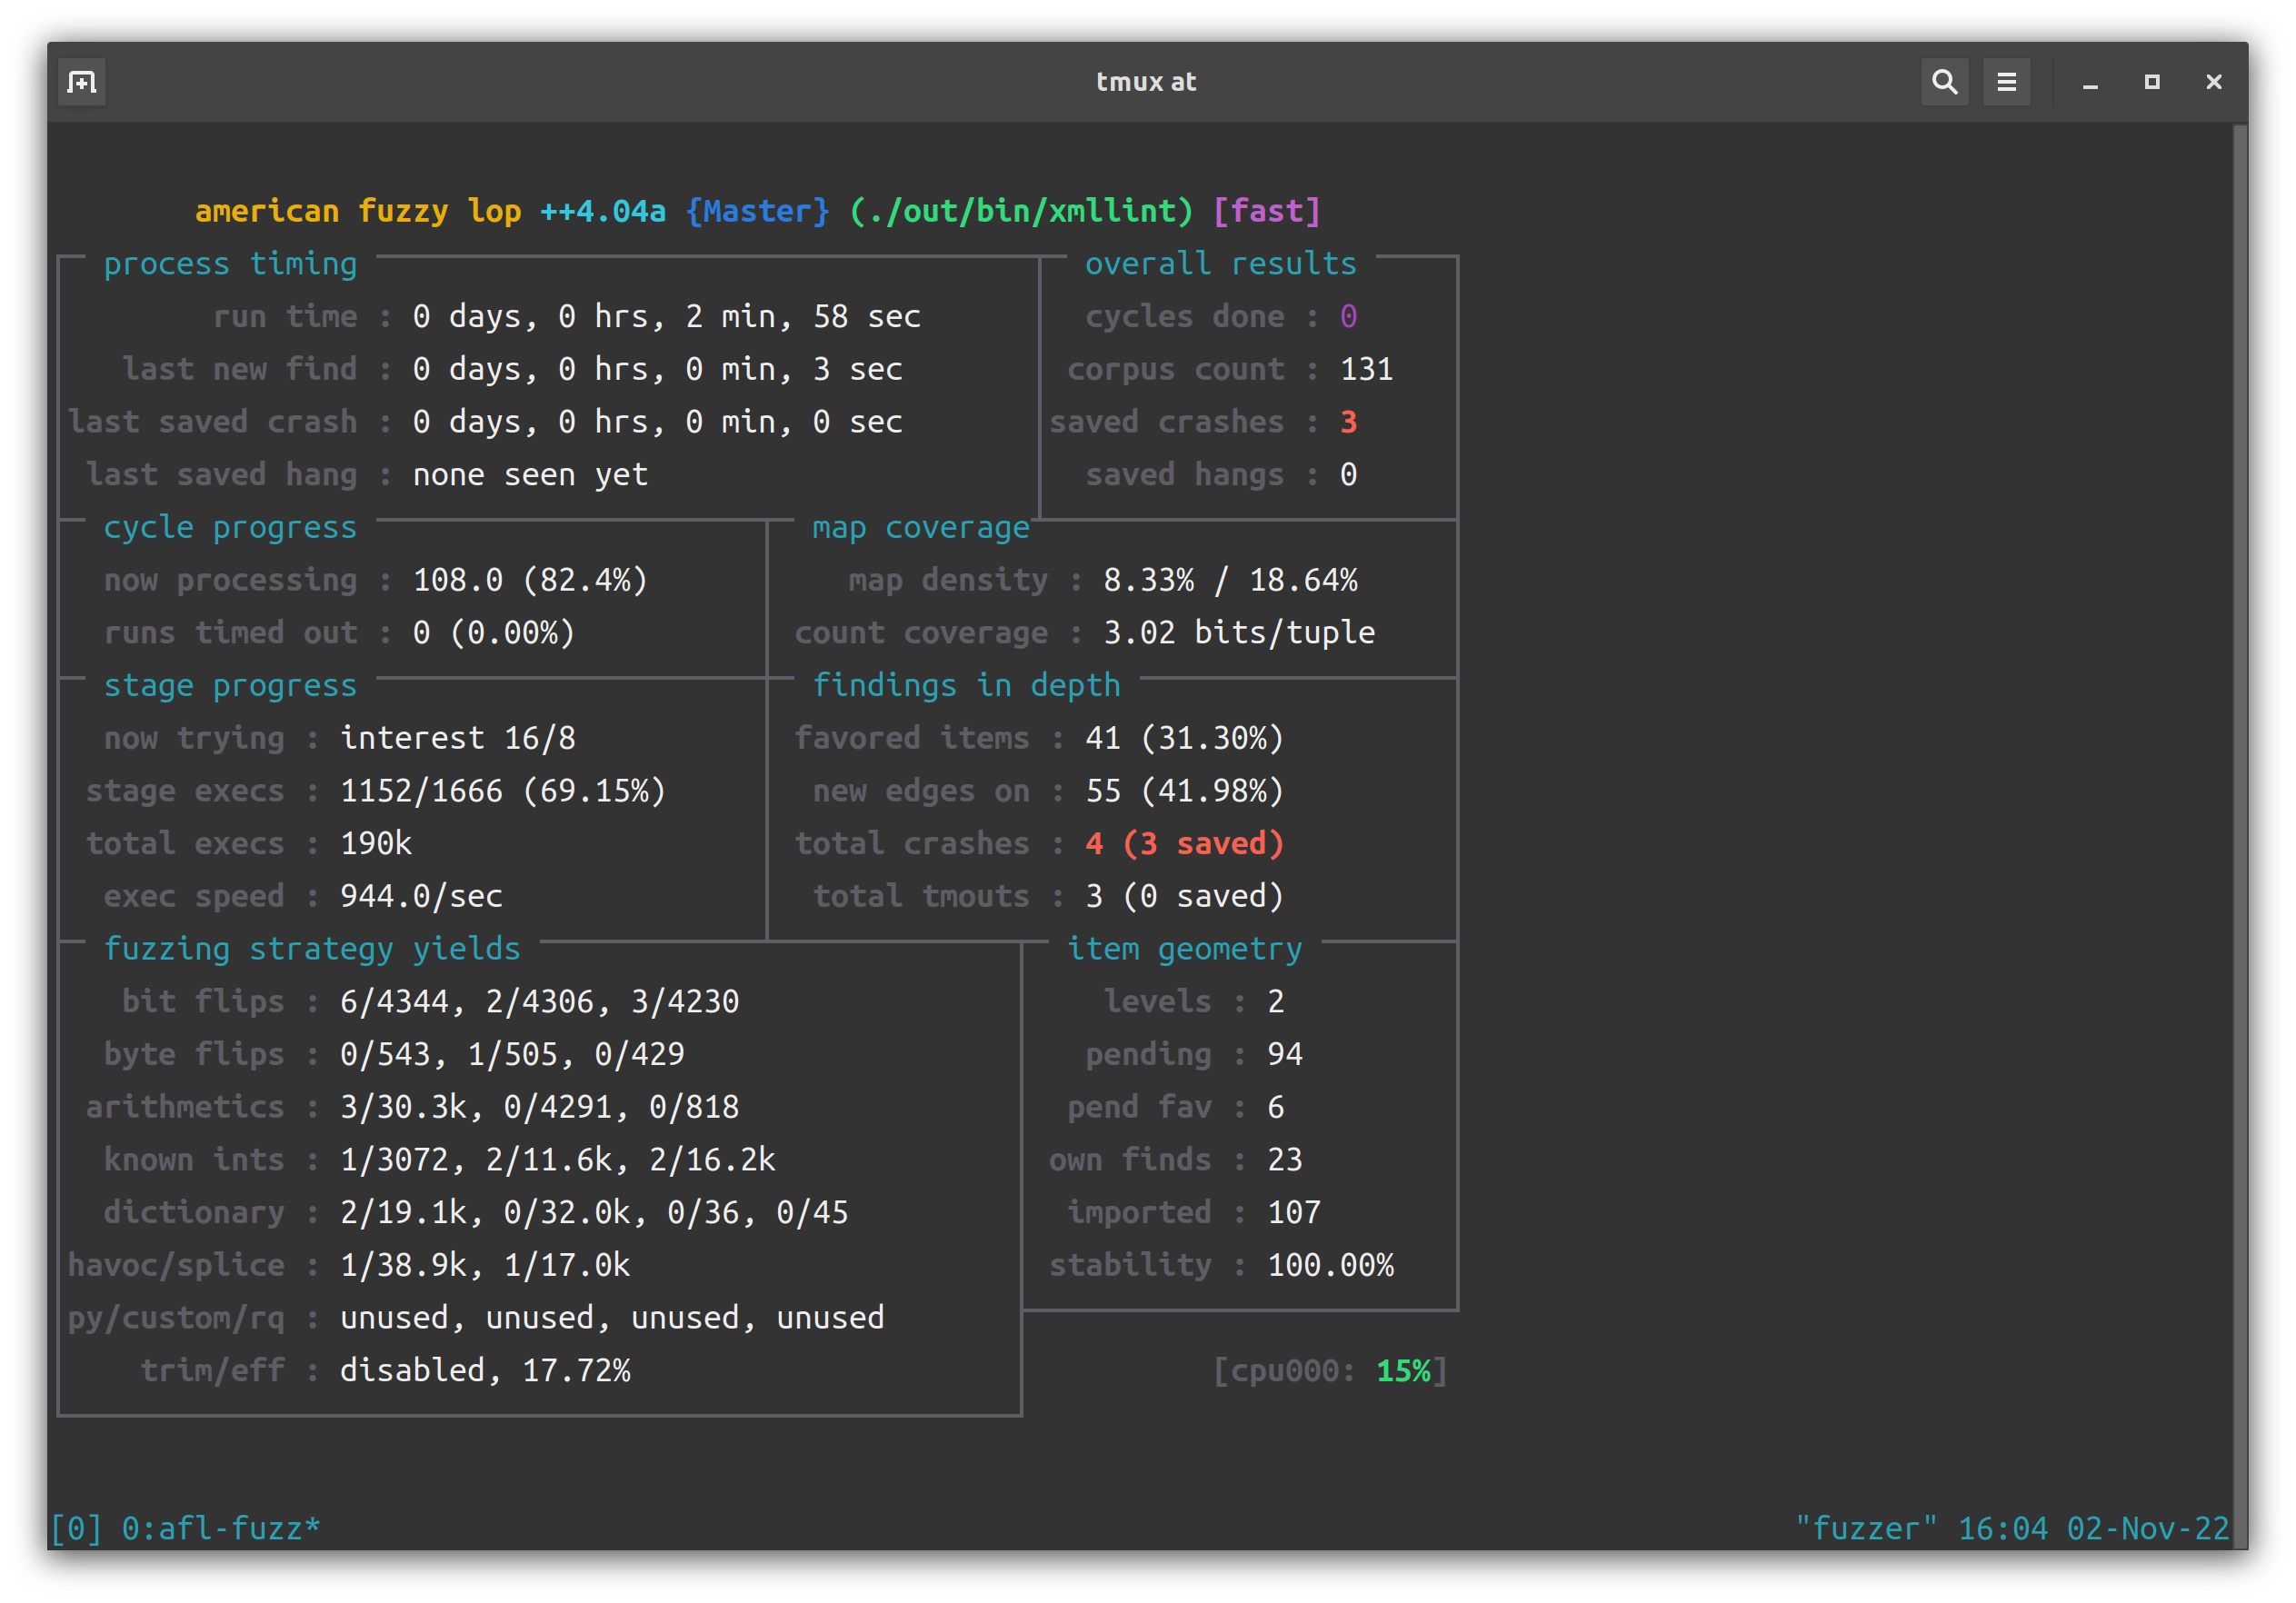 tmux at
american fuzzy lop ++4.04a {Master} (./out/bin/xmllint) [fast]
process timing overall results
run time : 0 days, 0 hrs, 2 min, 58 sec cycles done : 0
last new find : 0 days, 0 hrs, 0 min, 3 sec corpus count : 131
last saved crash : 0 days, 0 hrs, 0 min, 0 sec saved crashes : 3
last saved hang : none seen yet saved hangs : 0
cycle progress map coverage
now processing : 108.0 (82.4%) map density : 8.33% / 18.64%
runs timed out : 0 (0.00%) count coverage : 3.02 bits/tuple
stage progress findings in depth
now trying : interest 16/8 favored items : 41 (31.30%)
stage execs : 1152/1666 (69.15%) new edges on : 55 (41.98%)
total execs : 190k total crashes : 4 (3 saved)
exec speed : 944.0/sec total tmouts : 3 (0 saved)
fuzzing strategy yields item geometry
bit flips : 6/4344, 2/4306, 3/4230 levels : 2
byte flips : 0/543, 1/505, 0/429 pending : 94
arithmetics : 3/30.3k, 0/4291, 0/818 pend fav : 6
known ints : 1/3072, 2/11.6k, 2/16.2k own finds : 23
dictionary : 2/19.1k, 0/32.0k, 0/36, 0/45 imported : 107
havoc/splice : 1/38.9k, 1/17.0k stability : 100.00%
py/custom/rq : unused, unused, unused, unused
trim/eff : disabled, 17.72% [cpu000: 15%]
[0] 0:afl-fuzz* "fuzzer" 16:04 02-Nov-22